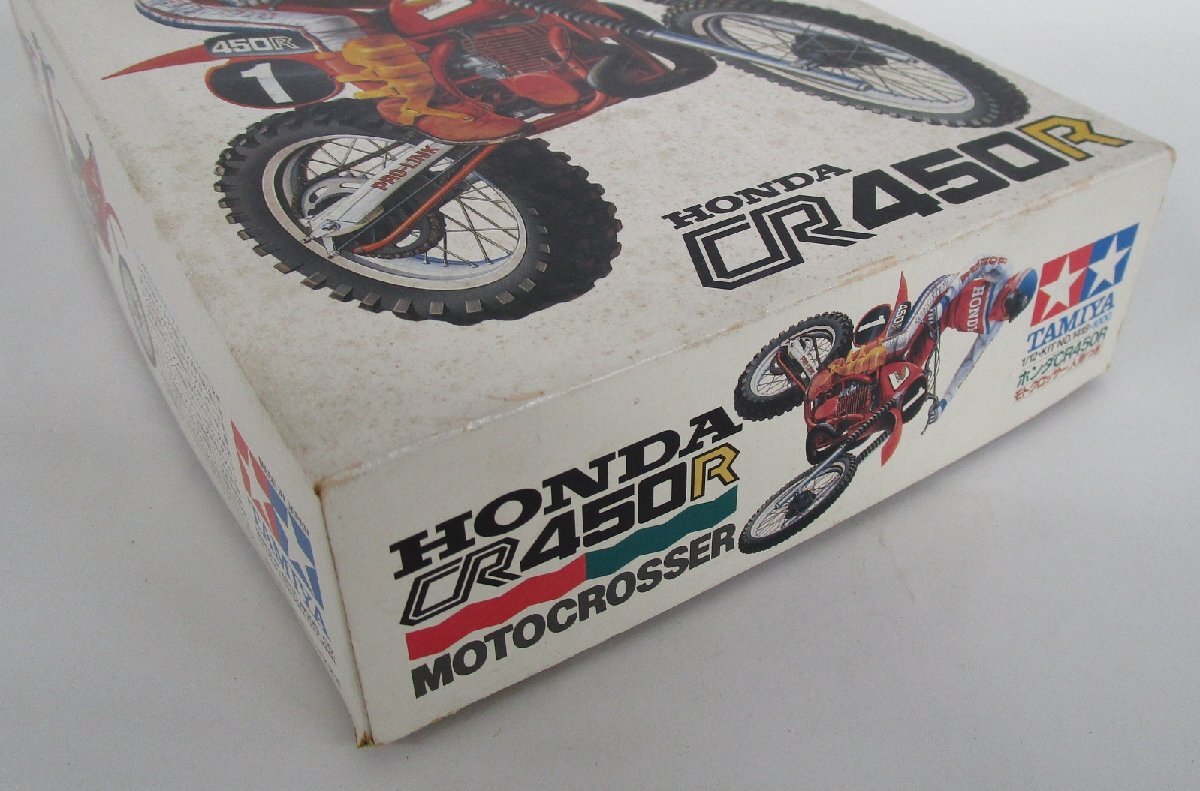 450R
1
PRO-LINK
HONDA
CR450R
HONDA
CR450R
MOTOCROSSER
1
HONDA
TAMIYA
ホンダCR450R
TAMIYA